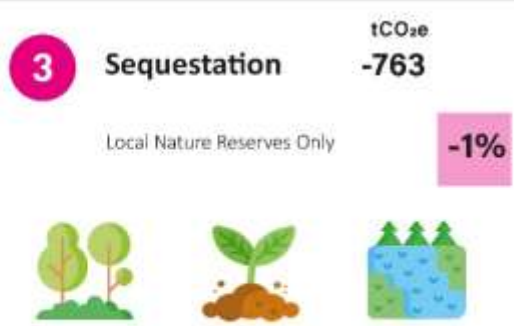 tCO₂e
3 Sequestation -763
Local Nature Reserves Only
-1%